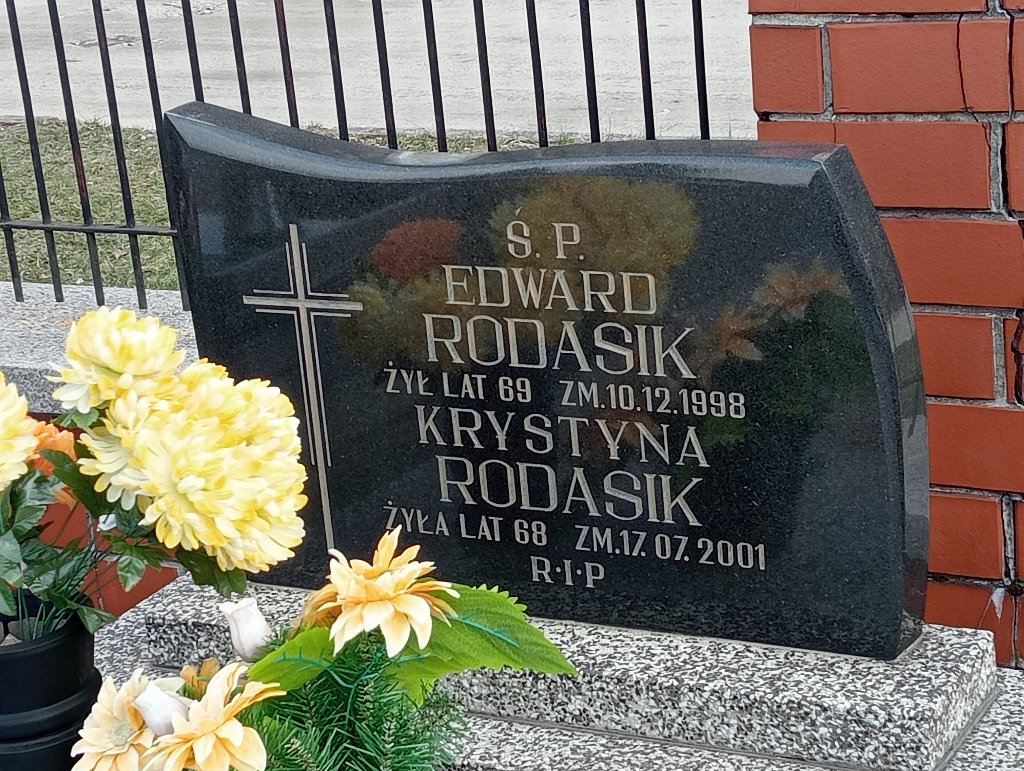 Ś. P.
EDWARD
RODASIK
ŻYŁ LAT 69 ZM. 10.12.1998
KRYSTYNA
RODASIK
ŻYŁA LAT 68 ZM. 17. 07. 2001
R·I·P